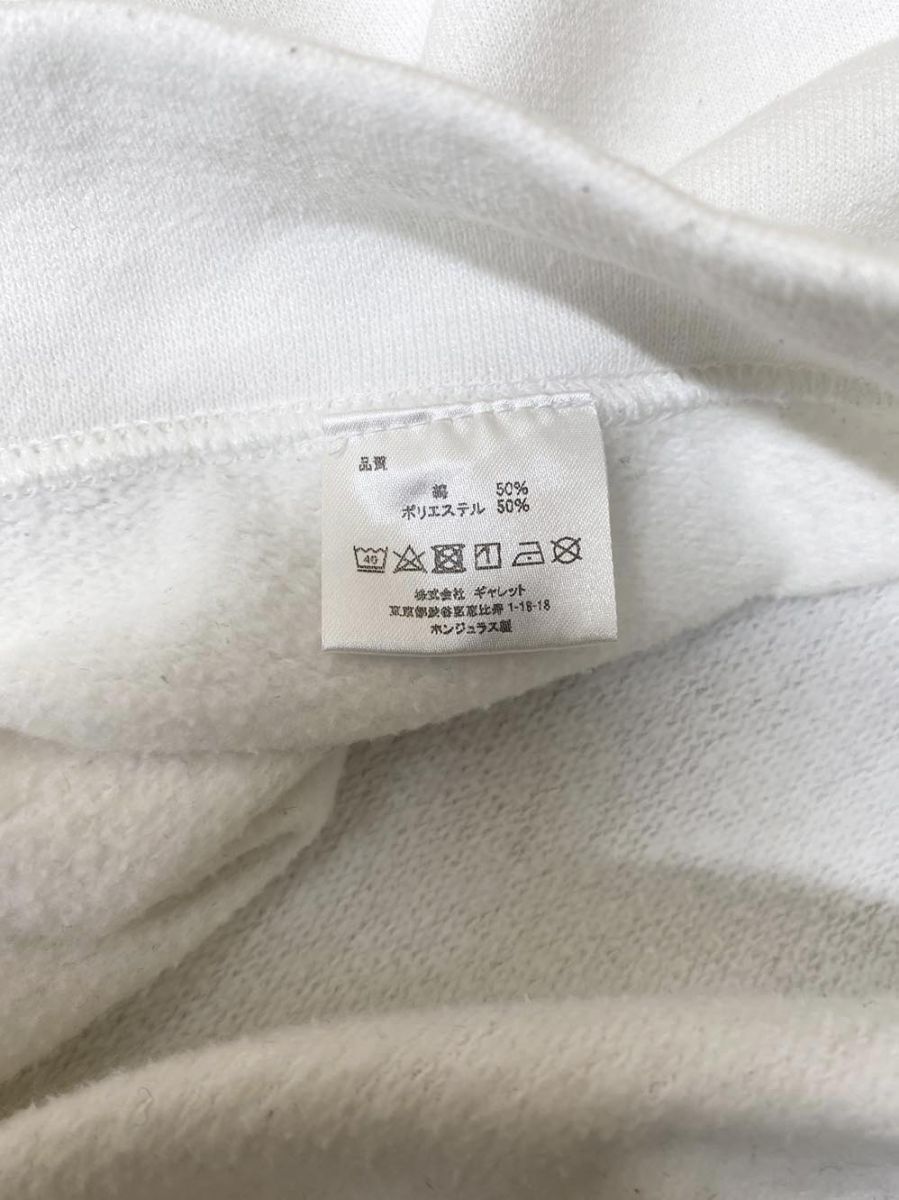 品質
綿 50%
ポリエステル 50%
40
株式会社 ギャレット
東京都渋谷区恵比寿 1-18-18
ホンジュラス製